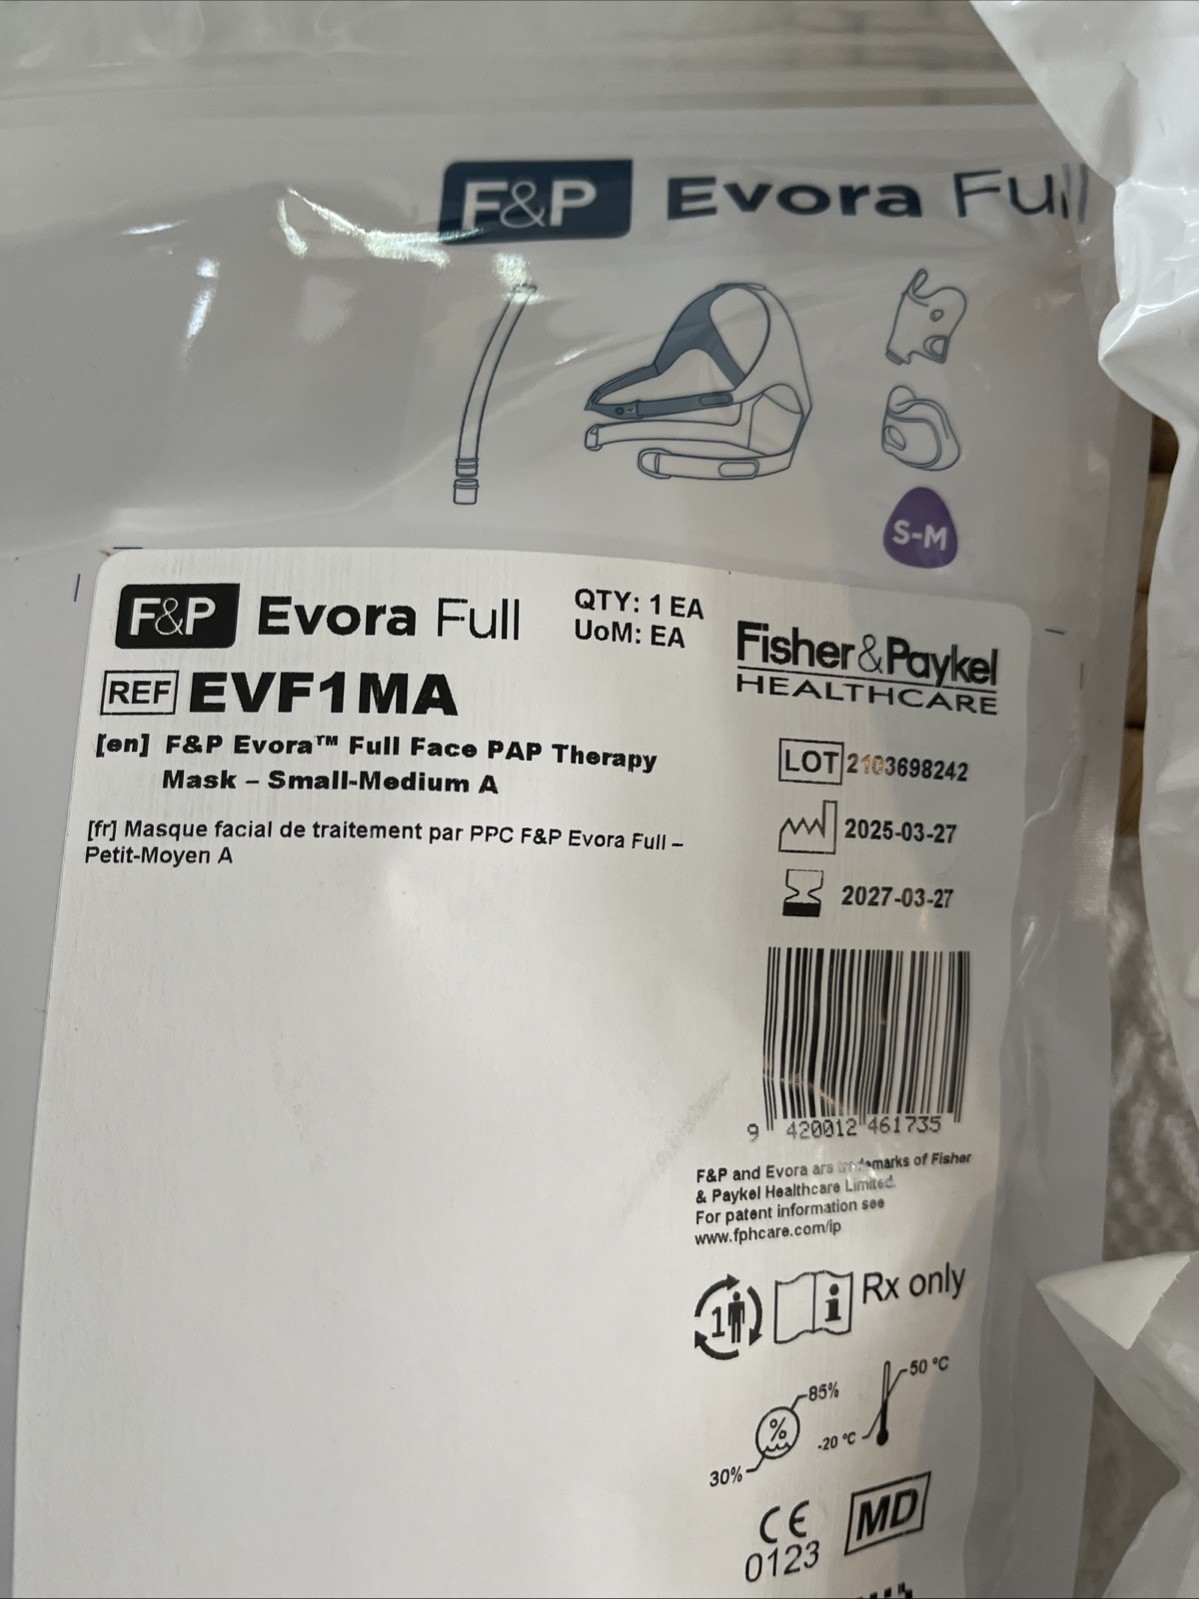 F&P Evora Full
S-M
F&P Evora Full
QTY: 1 EA
UoM: EA
Fisher&Paykel
HEALTHCARE
REF EVF1MA
[en] F&P Evora™ Full Face PAP Therapy
Mask – Small-Medium A
[fr] Masque facial de traitement par PPC F&P Evora Full –
Petit-Moyen A
LOT 2103698242
2025-03-27
2027-03-27
9 420012 461735
F&P and Evora are trademarks of Fisher
& Paykel Healthcare Limited.
For patent information see
www.fphcare.com/ip
1 i Rx only
85%
%
30%
50 °C
-20 °C
CE
0123
MD